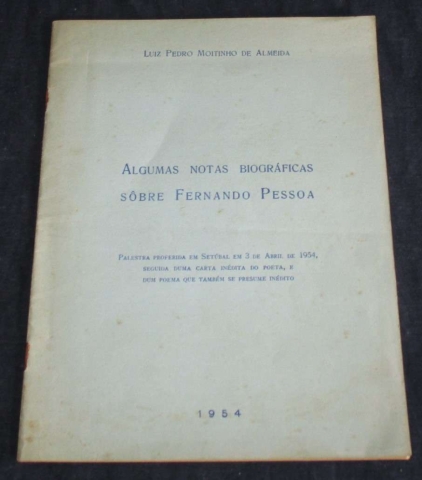 Luiz Pedro Moitinho de Almeida
Algumas notas biográficas
sôbre Fernando Pessoa
Palestra proferida em Setúbal em 3 de Abril de 1954,
seguida duma carta inédita do poeta, e
dum poema que também se presume inédito
1954